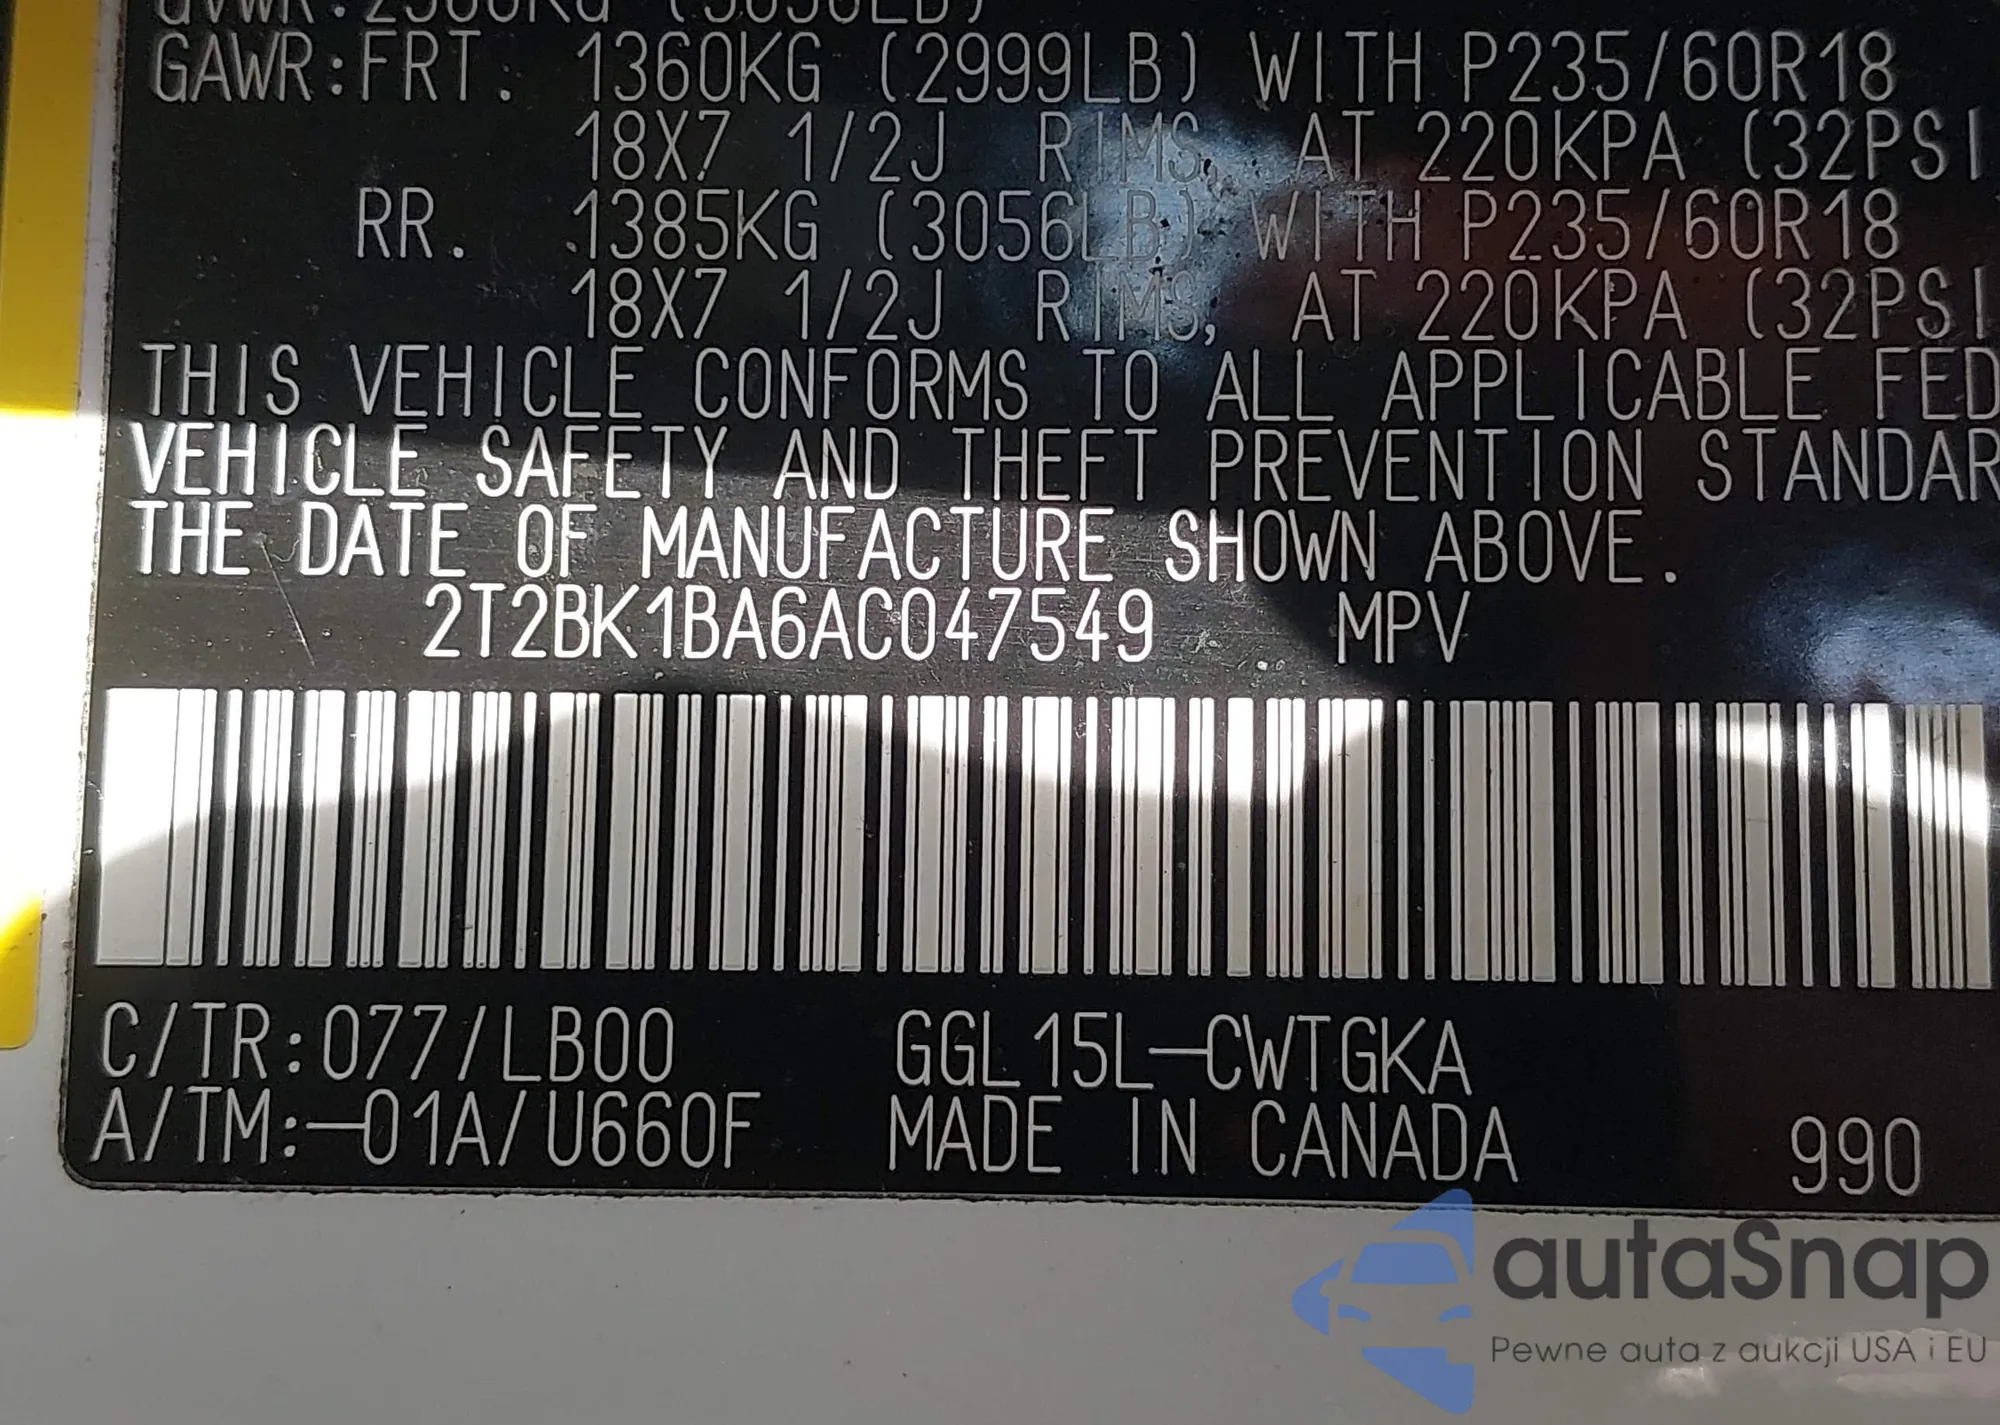 GVWR:2560KG (5650LB)
GAWR:FRT. 1360KG (2999LB) WITH P235/60R18
18X7 1/2J RIMS, AT 220KPA (32PSI
RR. 1385KG (3056LB) WITH P235/60R18
18X7 1/2J RIMS, AT 220KPA (32PSI
THIS VEHICLE CONFORMS TO ALL APPLICABLE FED
VEHICLE SAFETY AND THEFT PREVENTION STANDAR
THE DATE OF MANUFACTURE SHOWN ABOVE.
2T2BK1BA6AC047549 MPV
C/TR:077/LB00 GGL15L-CWTGKA
A/TM:-01A/U660F MADE IN CANADA 990
autaSnap
Pewne auta z aukcji USA i EU